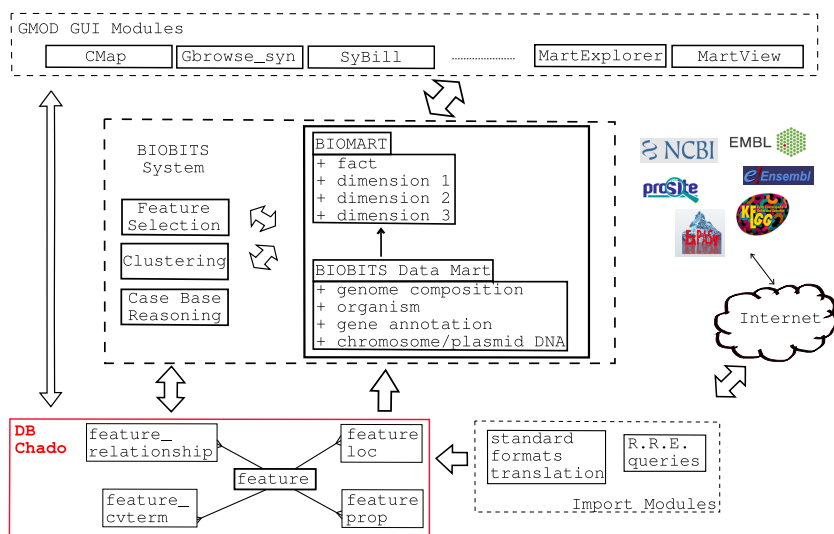 GMOD GUI Modules
CMap
Gbrowse_syn
SyBill
MartExplorer
MartView
BIOBITS
System
Feature
Selection
Clustering
Case Base
Reasoning
BIOMART
+ fact
+ dimension 1
+ dimension 2
+ dimension 3
BIOBITS Data Mart
+ genome composition
+ organism
+ gene annotation
+ chromosome/plasmid DNA
NCBI
EMBL
e!Ensembl
proSite
KEGG
ExPASy
Internet
DB
Chado
feature_
relationship
feature
loc
feature
feature_
cvterm
feature
prop
standard
formats
translation
R.R.E.
queries
Import Modules